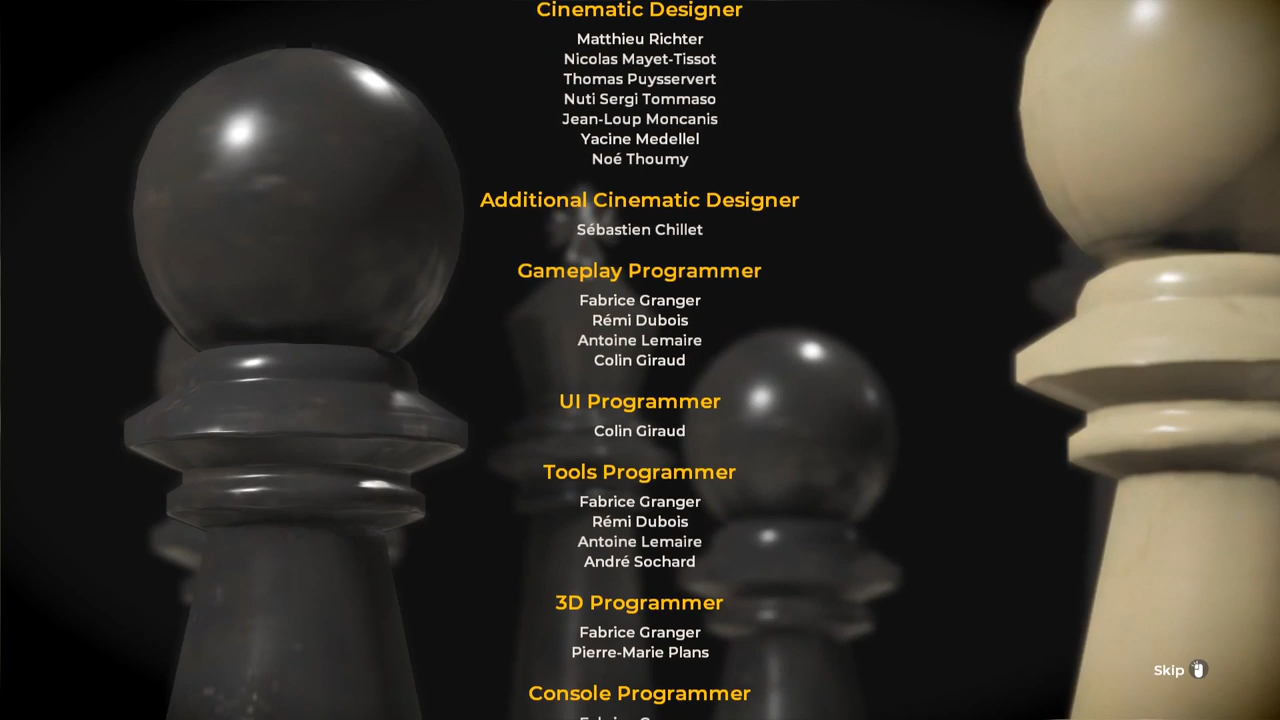 Cinematic Designer
Matthieu Richter
Nicolas Mayet-Tissot
Thomas Puysservert
Nuti Sergi Tommaso
Jean-Loup Moncanis
Yacine Medellel
Noé Thoumy
Additional Cinematic Designer
Sébastien Chillet
Gameplay Programmer
Fabrice Granger
Rémi Dubois
Antoine Lemaire
Colin Giraud
UI Programmer
Colin Giraud
Tools Programmer
Fabrice Granger
Rémi Dubois
Antoine Lemaire
André Sochard
3D Programmer
Fabrice Granger
Pierre-Marie Plans
Skip
Console Programmer